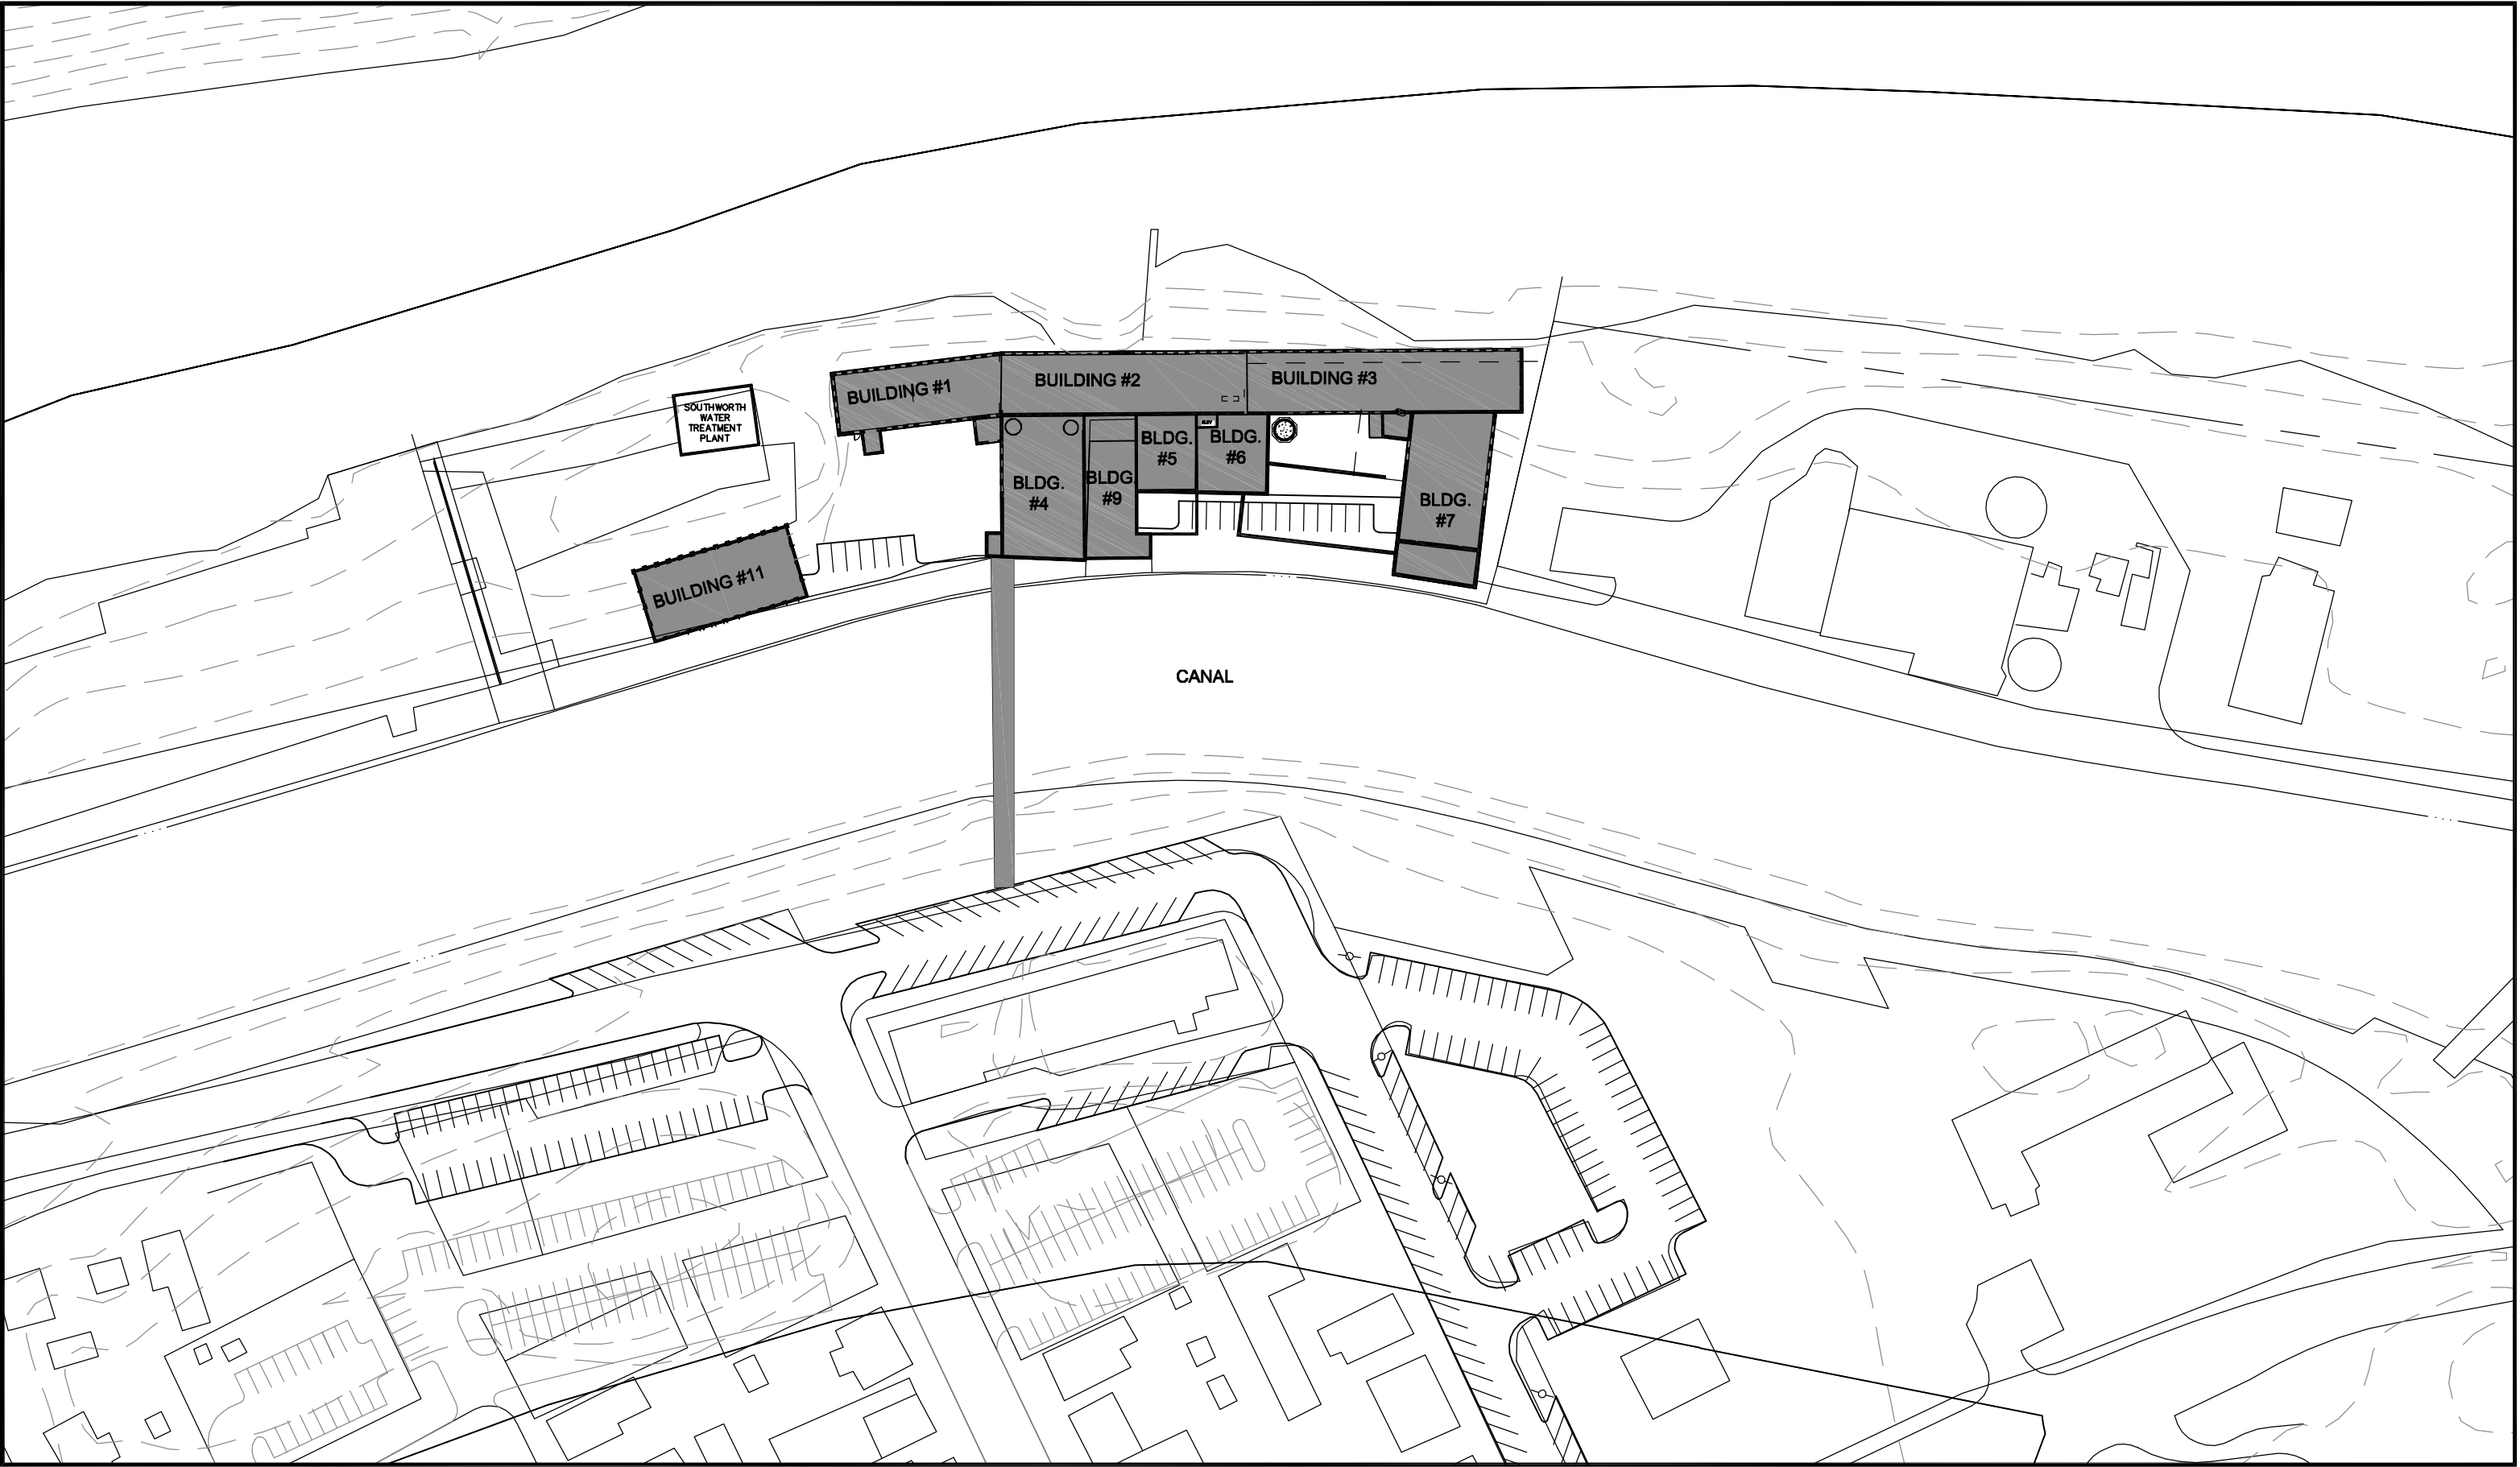 BUILDING #1
BUILDING #2
BUILDING #3
SOUTHWORTH
WATER
TREATMENT
PLANT
BLDG.
#4
BLDG.
#9
BLDG.
#5
BLDG.
#6
BLDG.
#7
BUILDING #11
CANAL